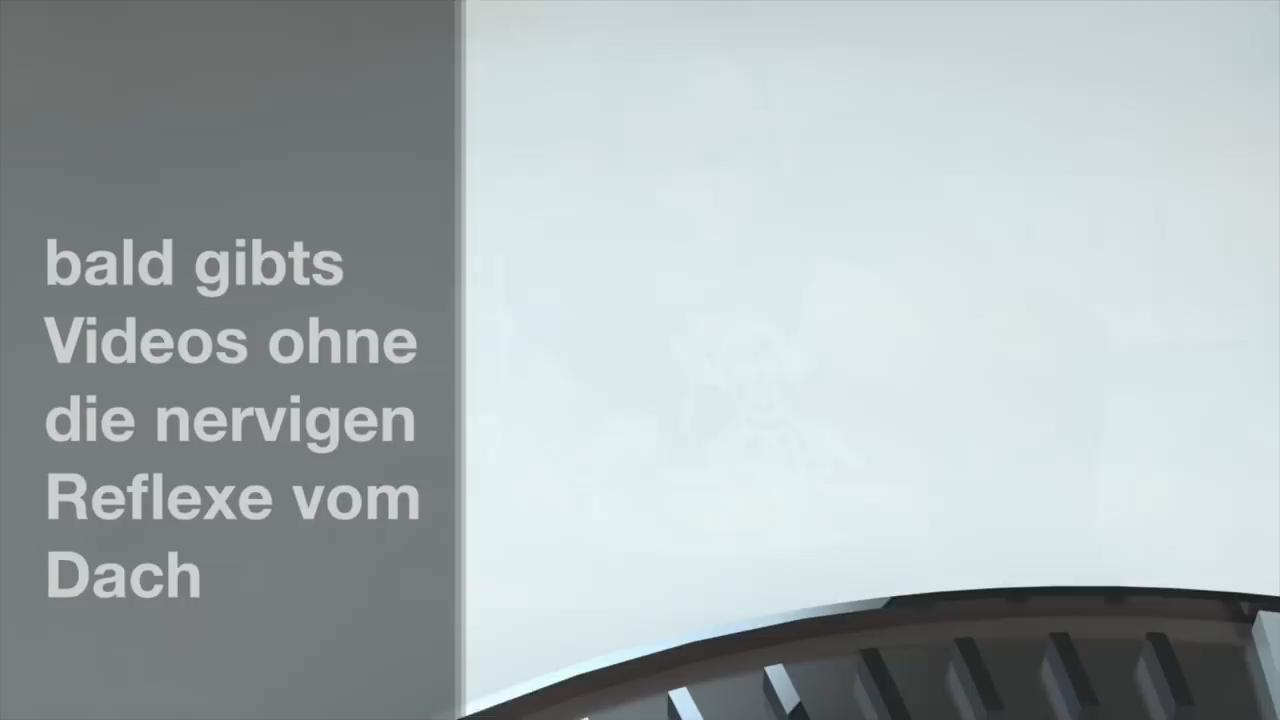 bald gibts
Videos ohne
die nervigen
Reflexe vom
Dach